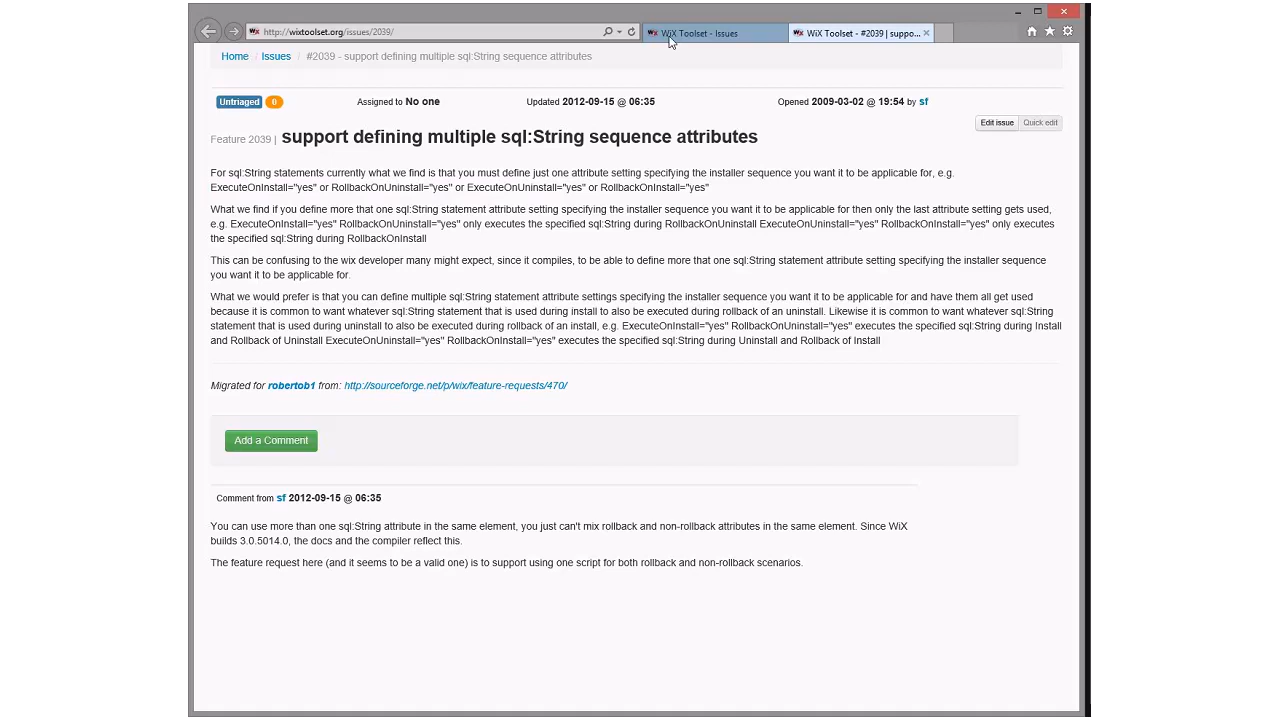 http://wixtoolset.org/issues/2039/
WiX Toolset - Issues
WiX Toolset - #2039 | suppo...
Home Issues #2039 - support defining multiple sql:String sequence attributes
Untriaged 0 Assigned to No one Updated 2012-09-15 @ 06:35 Opened 2009-03-02 @ 19:54 by sf
Edit issue Quick edit
Feature 2039 | support defining multiple sql:String sequence attributes
For sql:String statements currently what we find is that you must define just one attribute setting specifying the installer sequence you want it to be applicable for, e.g.
ExecuteOnInstall="yes" or RollbackOnUninstall="yes" or ExecuteOnUninstall="yes" or RollbackOnInstall="yes"
What we find if you define more that one sql:String statement attribute setting specifying the installer sequence you want it to be applicable for then only the last attribute setting gets used,
e.g. ExecuteOnInstall="yes" RollbackOnUninstall="yes" only executes the specified sql:String during RollbackOnUninstall ExecuteOnUninstall="yes" RollbackOnInstall="yes" only executes
the specified sql:String during RollbackOnInstall
This can be confusing to the wix developer many might expect, since it compiles, to be able to define more that one sql:String statement attribute setting specifying the installer sequence
you want it to be applicable for.
What we would prefer is that you can define multiple sql:String statement attribute settings specifying the installer sequence you want it to be applicable for and have them all get used
because it is common to want whatever sql:String statement that is used during install to also be executed during rollback of an uninstall. Likewise it is common to want whatever sql:String
statement that is used during uninstall to also be executed during rollback of an install, e.g. ExecuteOnInstall="yes" RollbackOnUninstall="yes" executes the specified sql:String during Install
and Rollback of Uninstall ExecuteOnUninstall="yes" RollbackOnInstall="yes" executes the specified sql:String during Uninstall and Rollback of Install
Migrated for robertob1 from: http://sourceforge.net/p/wix/feature-requests/470/
Add a Comment
Comment from sf 2012-09-15 @ 06:35
You can use more than one sql:String attribute in the same element, you just can't mix rollback and non-rollback attributes in the same element. Since WiX
builds 3.0.5014.0, the docs and the compiler reflect this.
The feature request here (and it seems to be a valid one) is to support using one script for both rollback and non-rollback scenarios.